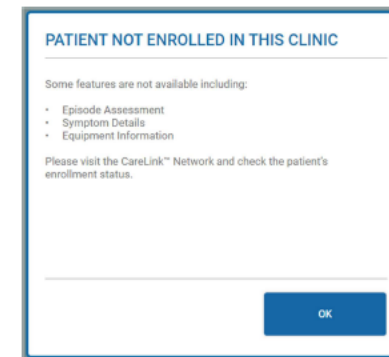 PATIENT NOT ENROLLED IN THIS CLINIC
Some features are not available including:
• Episode Assessment
• Symptom Details
• Equipment Information
Please visit the CareLink™ Network and check the patient's
enrollment status.
OK